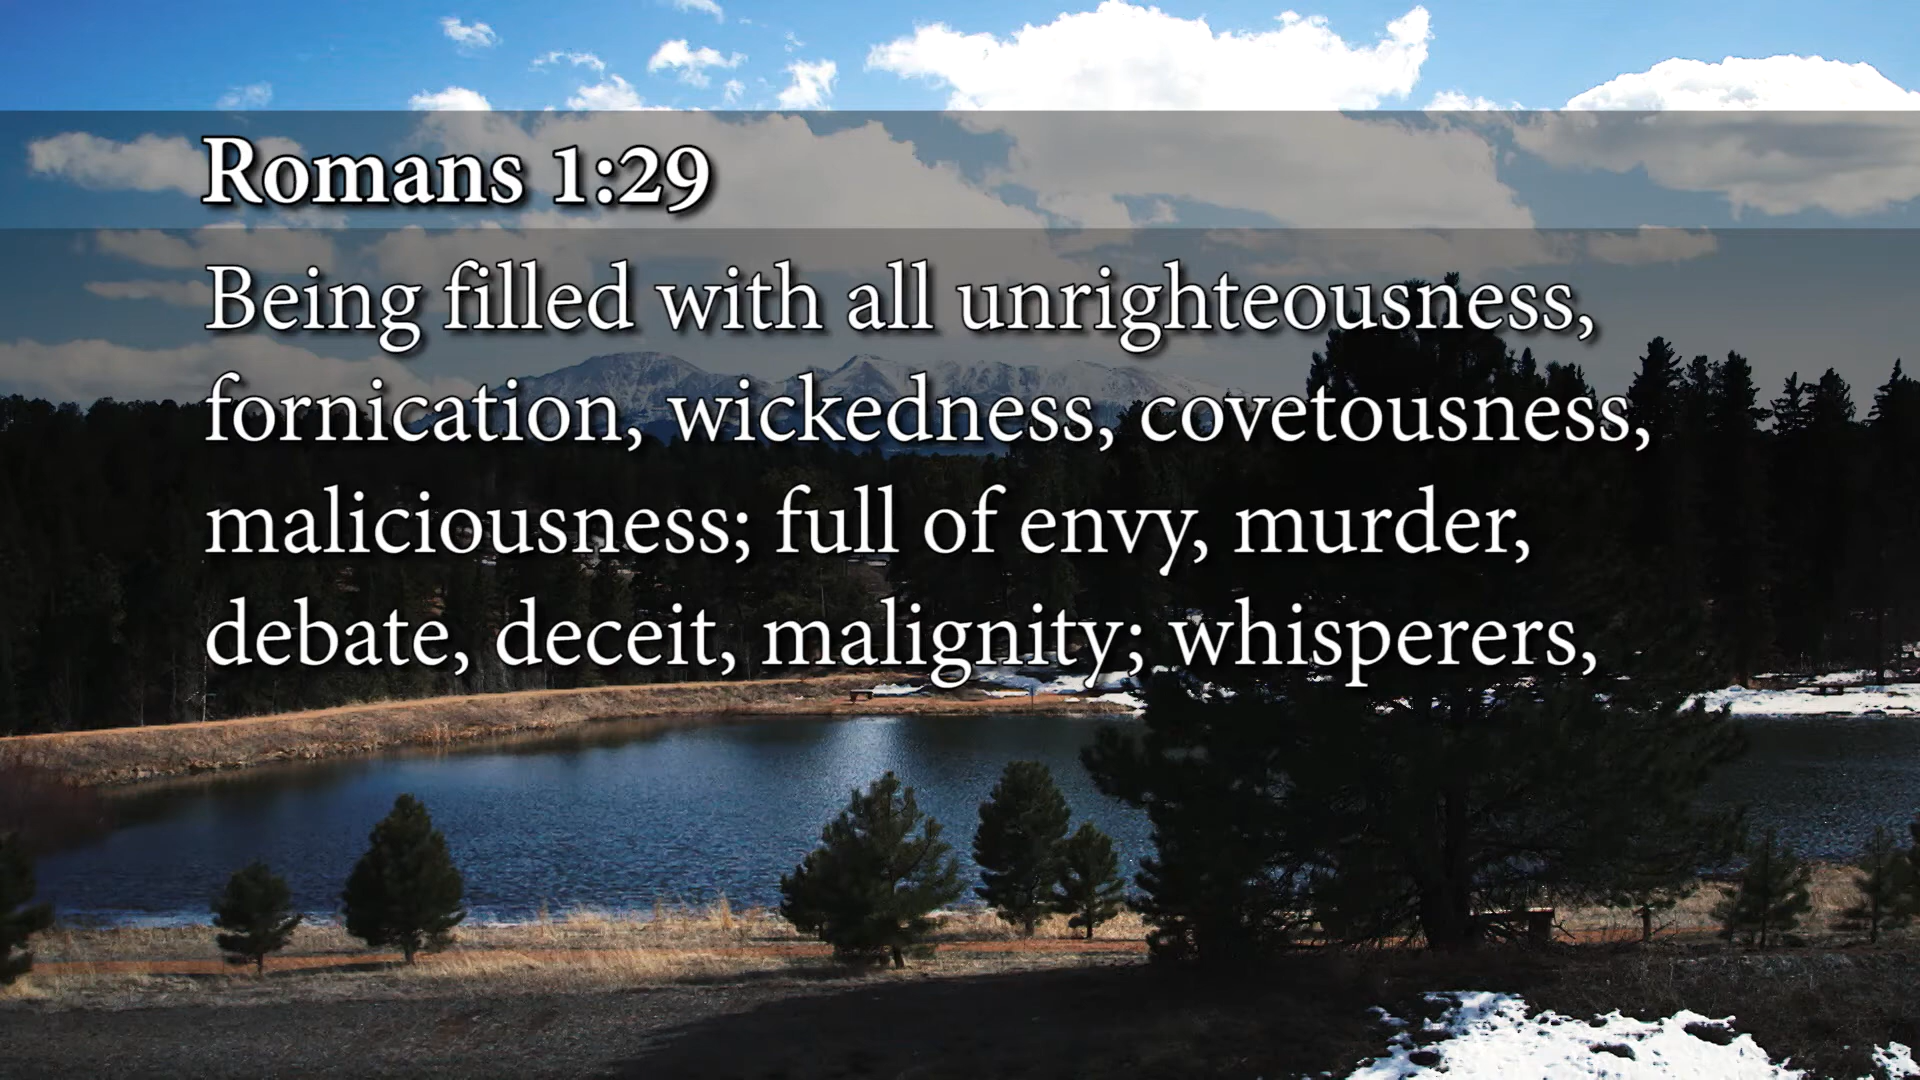 Romans 1:29
Being filled with all unrighteousness,
fornication, wickedness, covetousness,
maliciousness; full of envy, murder,
debate, deceit, malignity; whisperers,